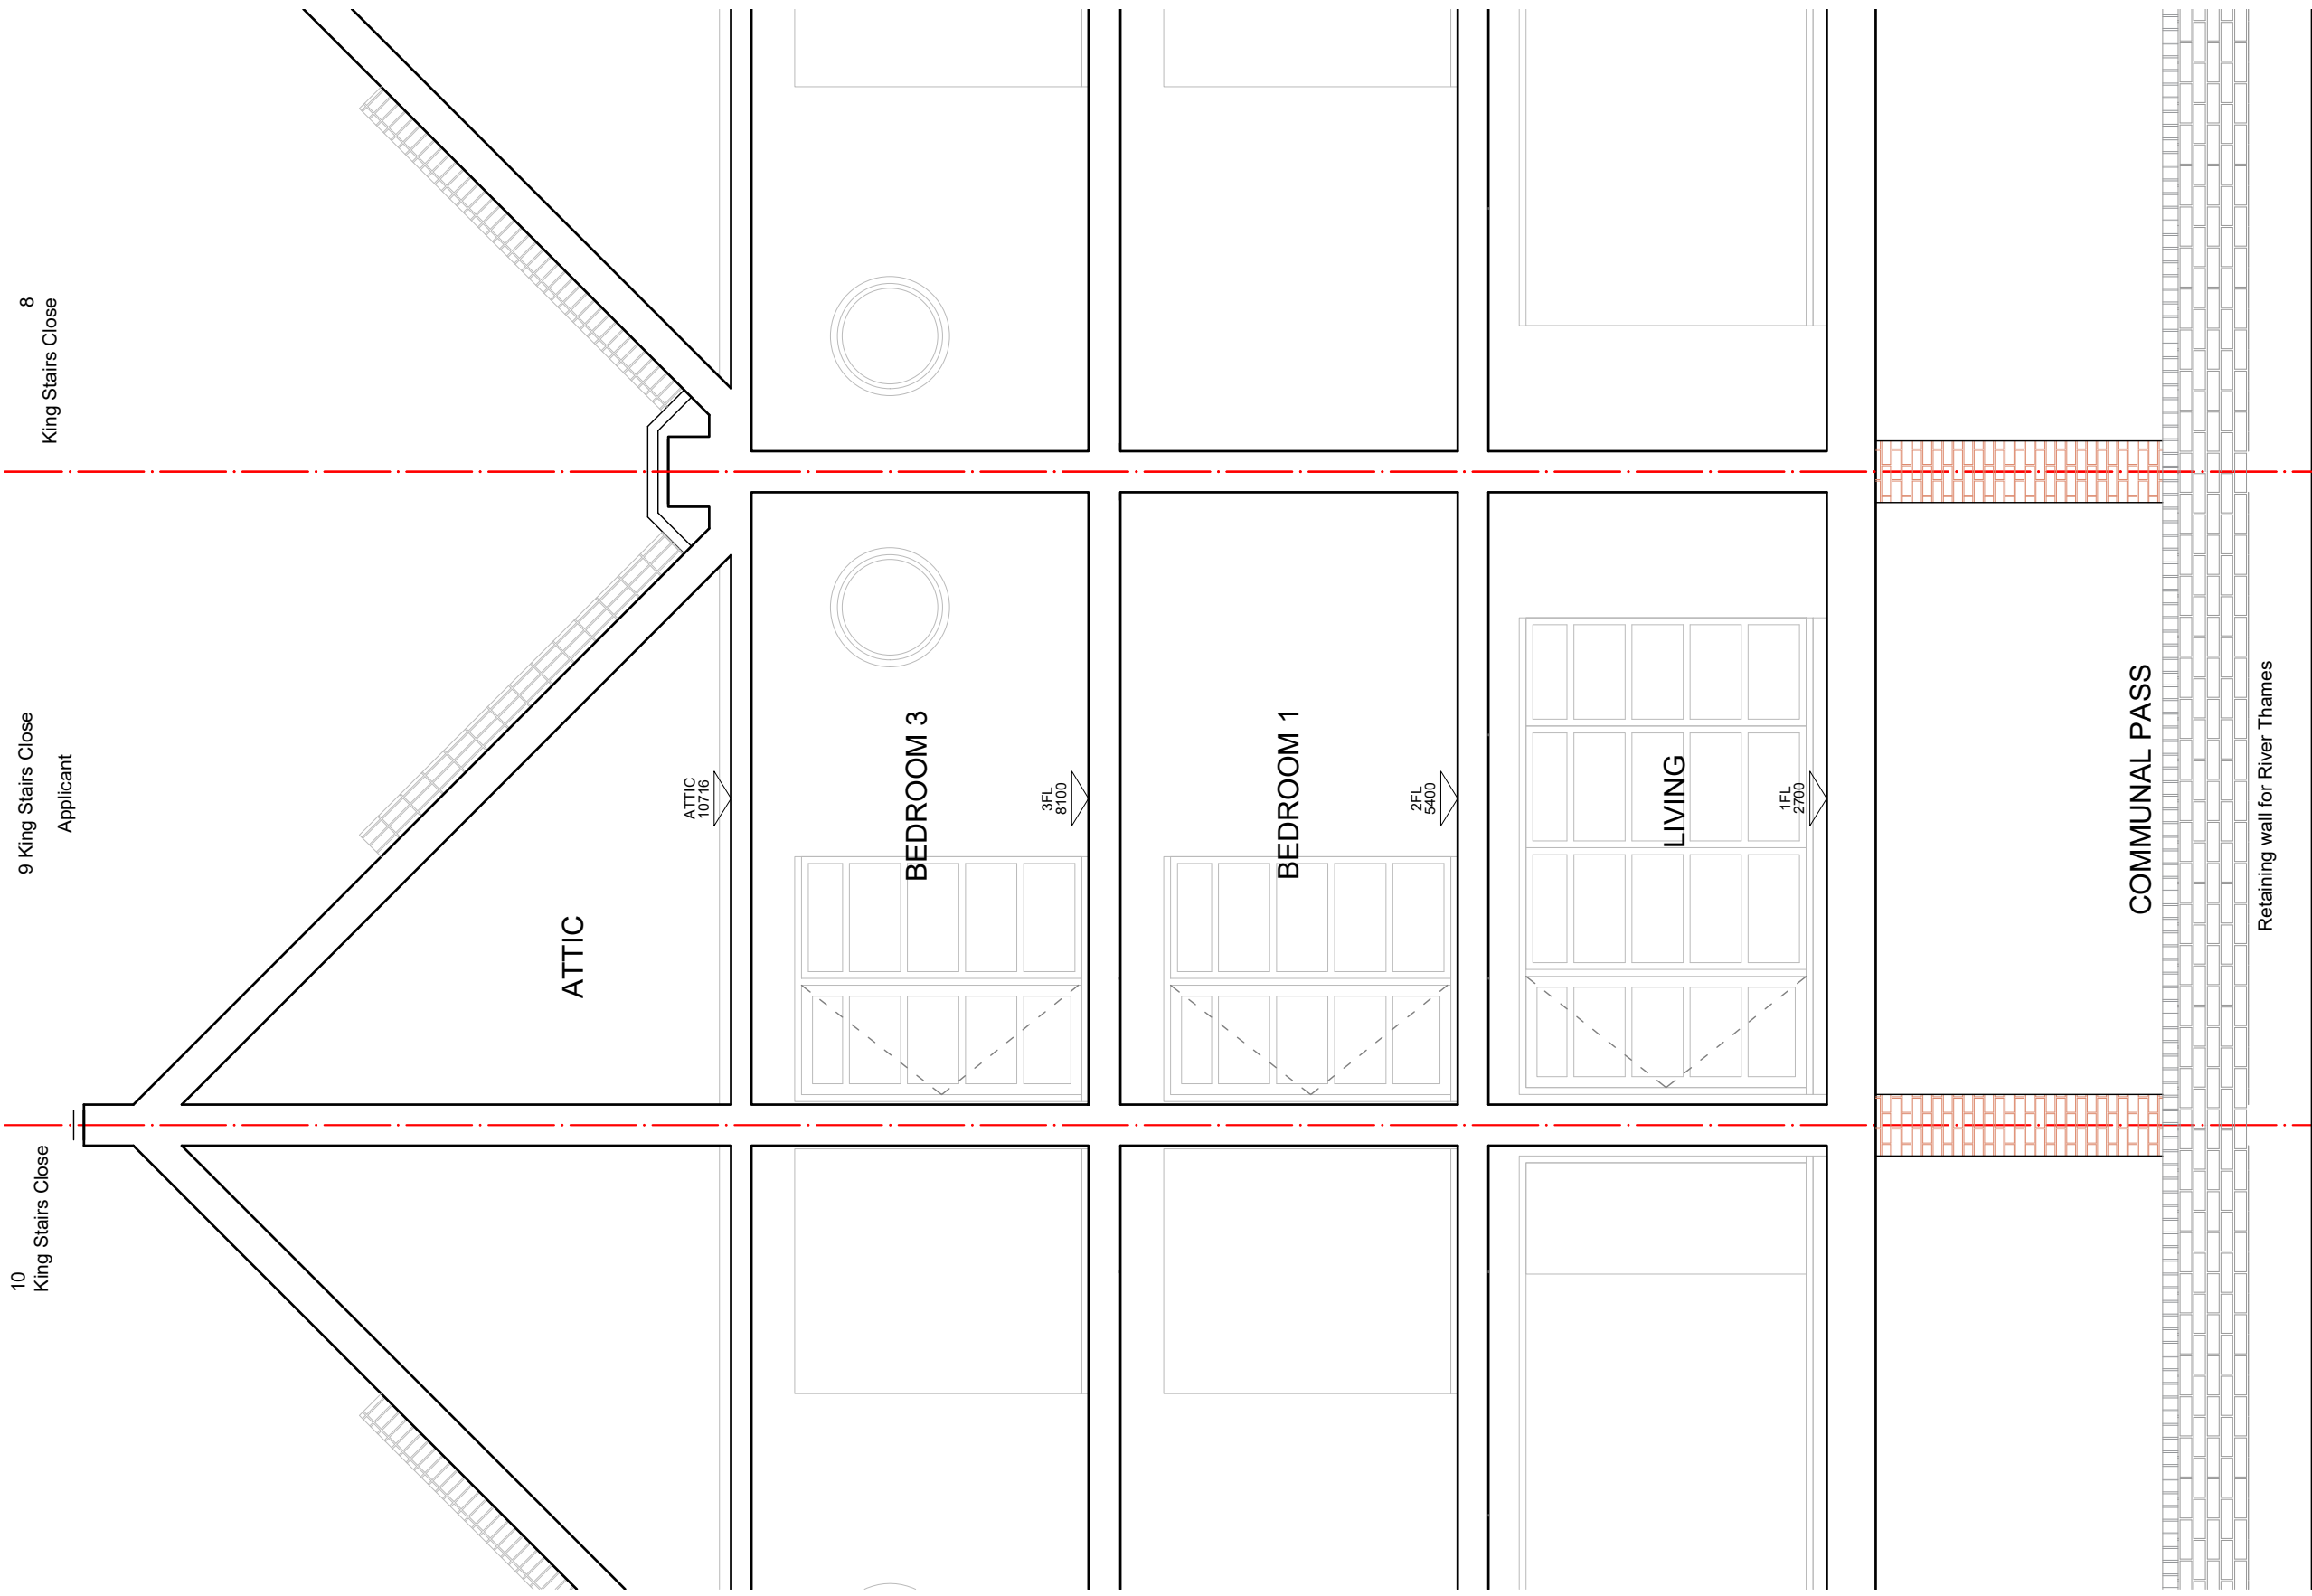 10
King Stairs Close
9 King Stairs Close
Applicant
8
King Stairs Close
ATTIC
ATTIC
10716
BEDROOM 3
3FL
8100
BEDROOM 1
2FL
5400
LIVING
1FL
2700
COMMUNAL PASS
Retaining wall for River Thames